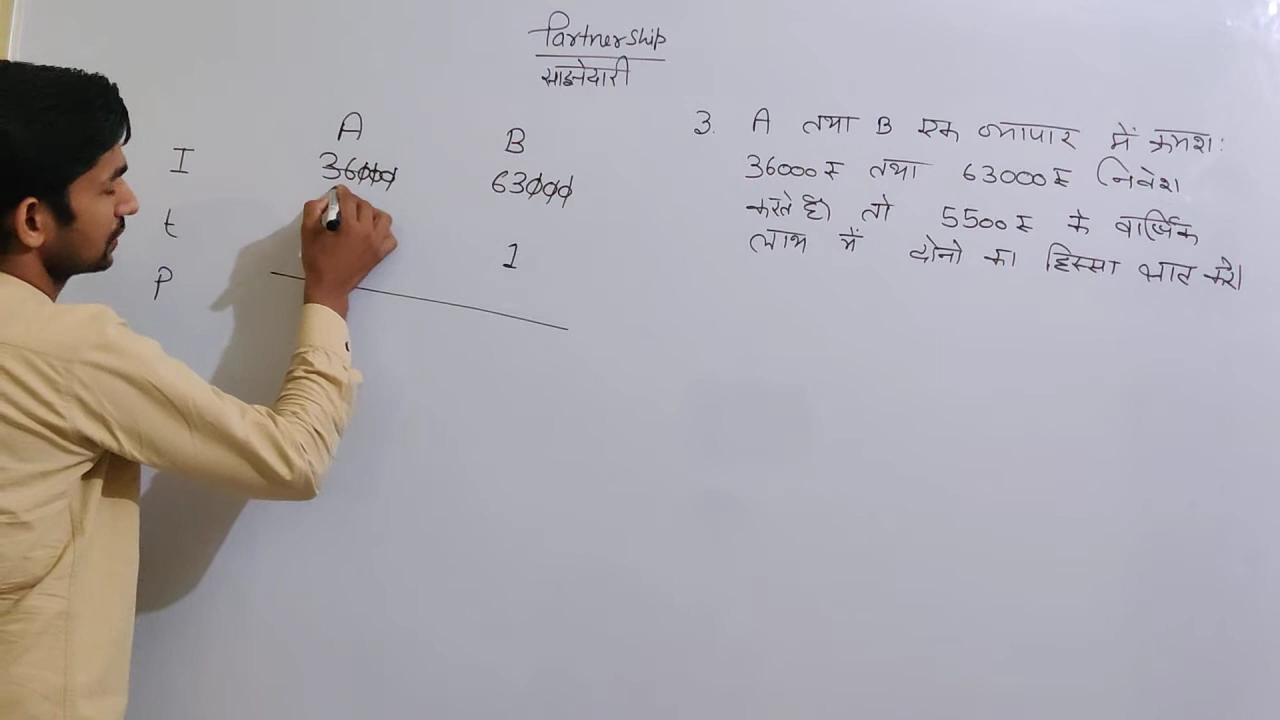 Partnership
साझेदारी
A B
I 36000 63000
t 1
P
3. A तथा B एक व्यापार में क्रमश:
36000 ₹ तथा 63000 ₹ निवेश
करते है। तो 5500 ₹ के वार्षिक
लाभ में दोनो का हिस्सा ज्ञात करे।